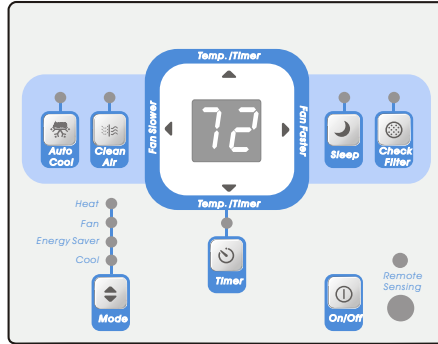 Temp./Timer
Fan Slower
72
Fan Faster
Auto
Cool
Clean
Air
Sleep
Check
Filter
Temp./Timer
Heat
Fan
Energy Saver
Cool
Mode
Timer
On/Off
Remote
Sensing